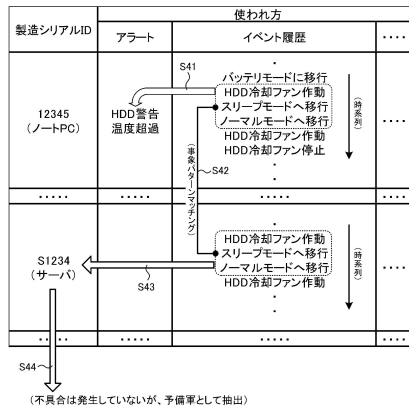 製造シリアルID
使われ方
アラート
イベント履歴
・・・・
S41
バッテリモードに移行
HDD冷却ファン作動
スリープモードへ移行
ノーマルモードへ移行
HDD冷却ファン作動
HDD冷却ファン停止
(時系列)
12345
(ノートPC)
HDD警告
温度超過
・・・・
(事象パターンマッチング)
S42
・・・・・
・・・・・
・・・・・
・・・・
HDD冷却ファン作動
スリープモードへ移行
ノーマルモードへ移行
HDD冷却ファン作動
(時系列)
S1234
(サーバ)
S43
・・・・
・・・・・
・・・・・
・・・・・
・・・・
S44
(不具合は発生していないが、予備軍として抽出)